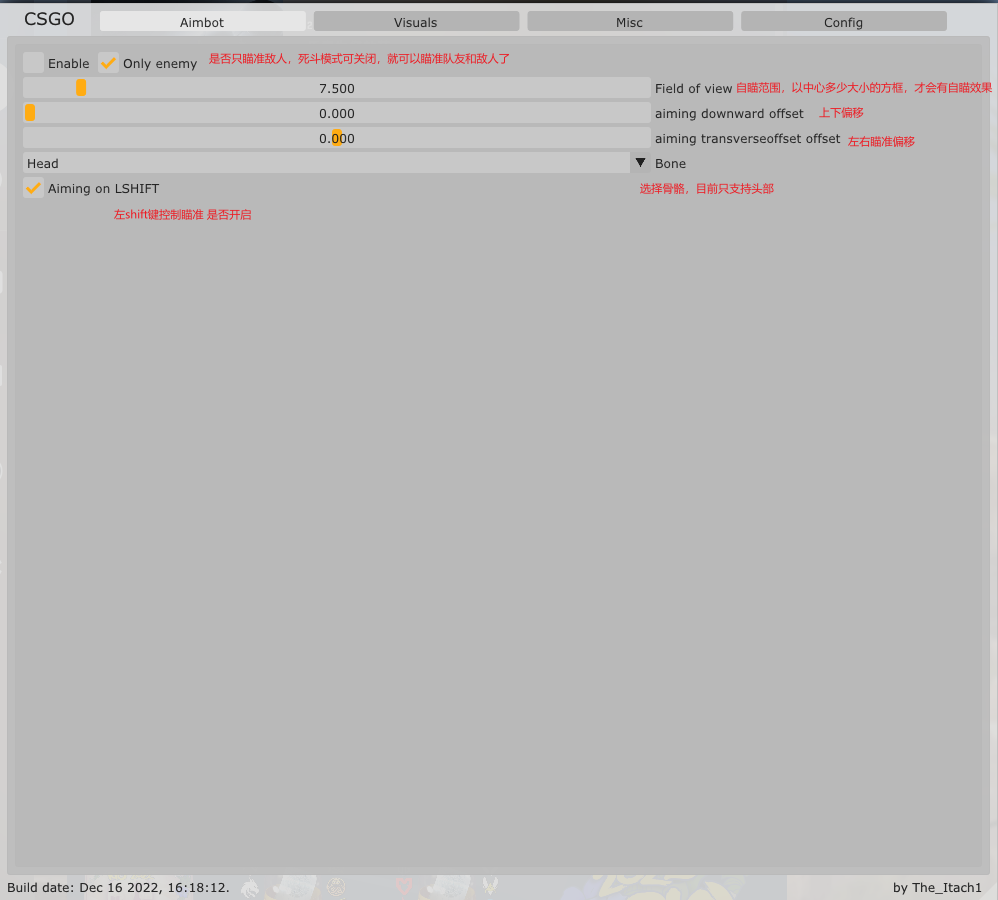 CSGO
Aimbot
Visuals
Misc
Config
Enable
Only enemy
是否只瞄准敌人，死斗模式可关闭，就可以瞄准队友和敌人了
7.500
Field of view
自瞄范围，以中心多少大小的方框，才会有自瞄效果
0.000
aiming downward offset
上下偏移
0.000
aiming transverseoffset offset
左右瞄准偏移
Head
Bone
Aiming on LSHIFT
选择骨骼，目前只支持头部
左shift键控制瞄准 是否开启
Build date: Dec 16 2022, 16:18:12.
by The_Itach1